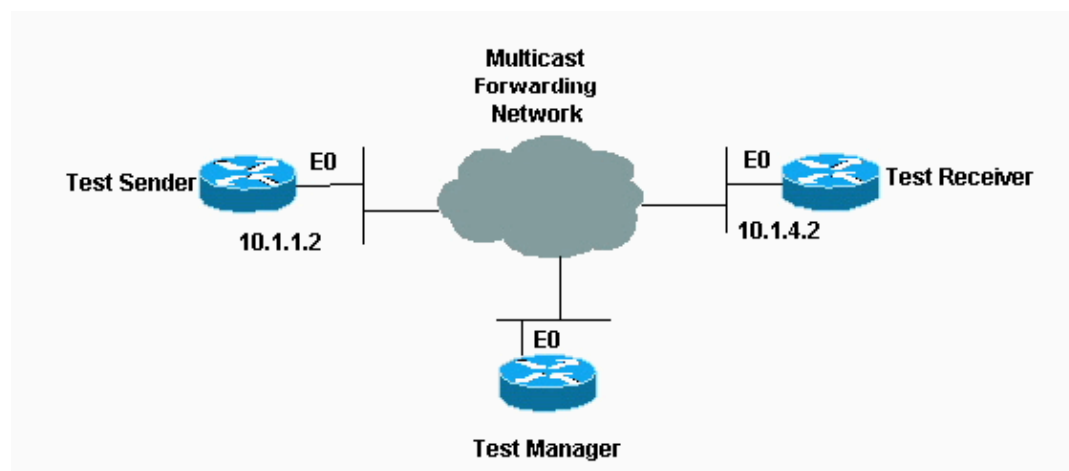 Multicast
Forwarding
Network
Test Sender
E0
10.1.1.2
E0
Test Receiver
10.1.4.2
E0
Test Manager